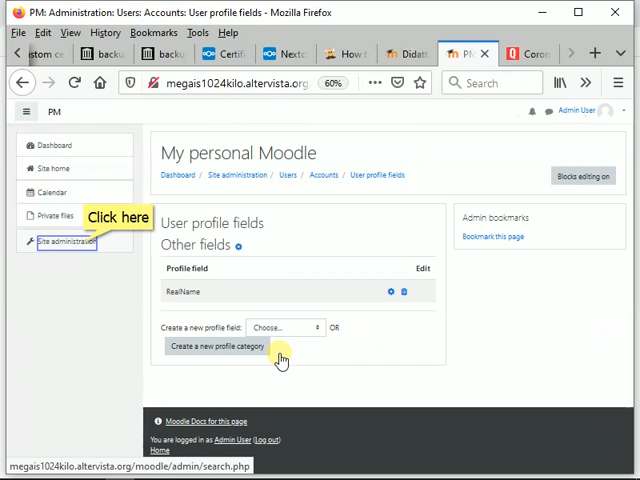 PM: Administration: Users: Accounts: User profile fields - Mozilla Firefox
File Edit View History Bookmarks Tools Help
ustom ce backu backu Certifi Nextc How t Didatt PM Coron
megais1024kilo.altervista.org 60% Search
PM Admin User
Dashboard
Site home
Calendar
Private files
Click here
Site administration
My personal Moodle
Dashboard / Site administration / Users / Accounts / User profile fields
Blocks editing on
User profile fields
Other fields
Profile field Edit
RealName
Create a new profile field: Choose... OR
Create a new profile category
Admin bookmarks
Bookmark this page
Moodle Docs for this page
You are logged in as Admin User (Log out)
Home
megais1024kilo.altervista.org/moodle/admin/search.php